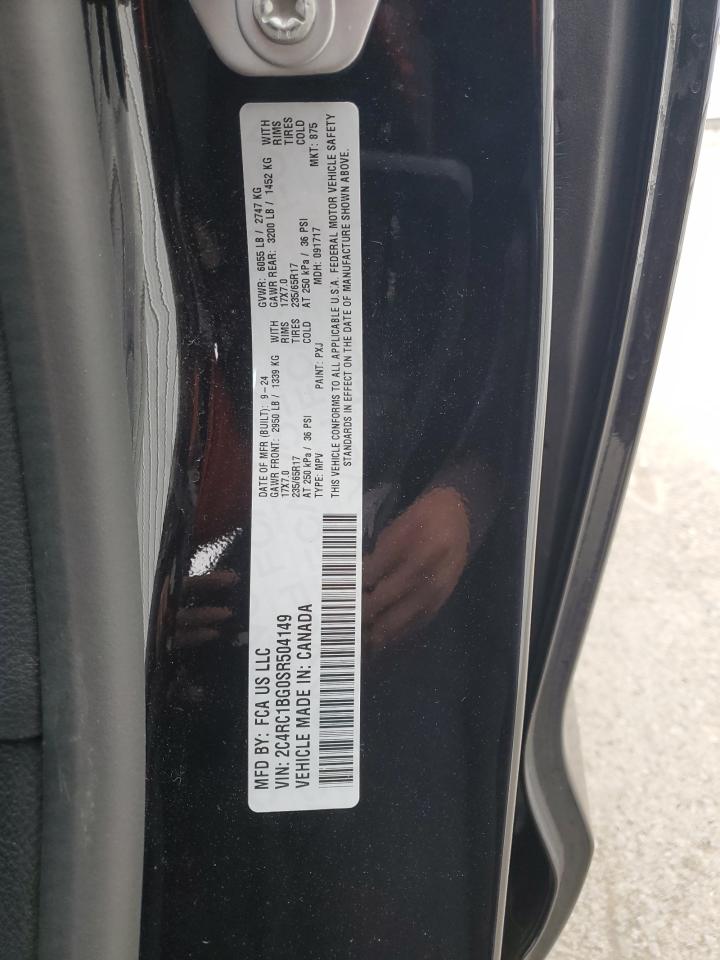 MFD BY: FCA US LLC
VIN: 2C4RC1BG0SR504149
VEHICLE MADE IN: CANADA
DATE OF MFR (BUILT): 9-24 GVWR: 6055 LB / 2747 KG
GAWR FRONT: 2950 LB / 1339 KG WITH GAWR REAR: 3200 LB / 1452 KG WITH
17X7.0 RIMS 17X7.0 RIMS
235/65R17 TIRES 235/65R17 TIRES
AT 250 kPa / 36 PSI COLD AT 250 kPa / 36 PSI COLD
TYPE: MPV PAINT: PXJ MDH: 091717 MKT: 875
THIS VEHICLE CONFORMS TO ALL APPLICABLE U.S.A. FEDERAL MOTOR VEHICLE SAFETY
STANDARDS IN EFFECT ON THE DATE OF MANUFACTURE SHOWN ABOVE.